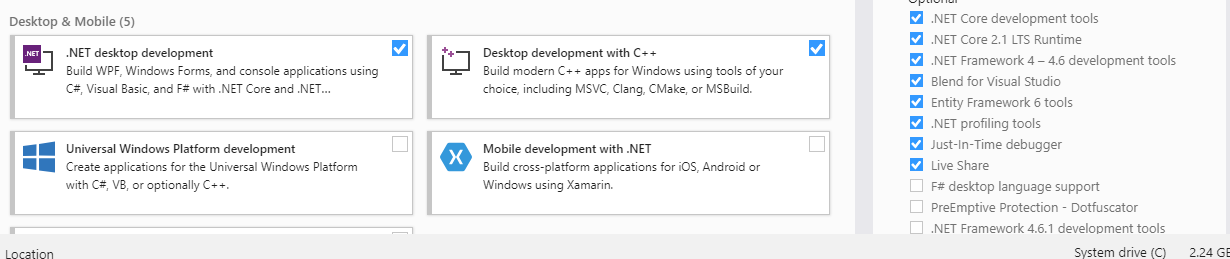 Optional
Desktop & Mobile (5)
.NET
.NET desktop development
Build WPF, Windows Forms, and console applications using
C#, Visual Basic, and F# with .NET Core and .NET...
Desktop development with C++
Build modern C++ apps for Windows using tools of your
choice, including MSVC, Clang, CMake, or MSBuild.
Universal Windows Platform development
Create applications for the Universal Windows Platform
with C#, VB, or optionally C++.
Mobile development with .NET
Build cross-platform applications for iOS, Android or
Windows using Xamarin.
.NET Core development tools
.NET Core 2.1 LTS Runtime
.NET Framework 4 – 4.6 development tools
Blend for Visual Studio
Entity Framework 6 tools
.NET profiling tools
Just-In-Time debugger
Live Share
F# desktop language support
PreEmptive Protection - Dotfuscator
.NET Framework 4.6.1 development tools
Location
System drive (C) 2.24 GB